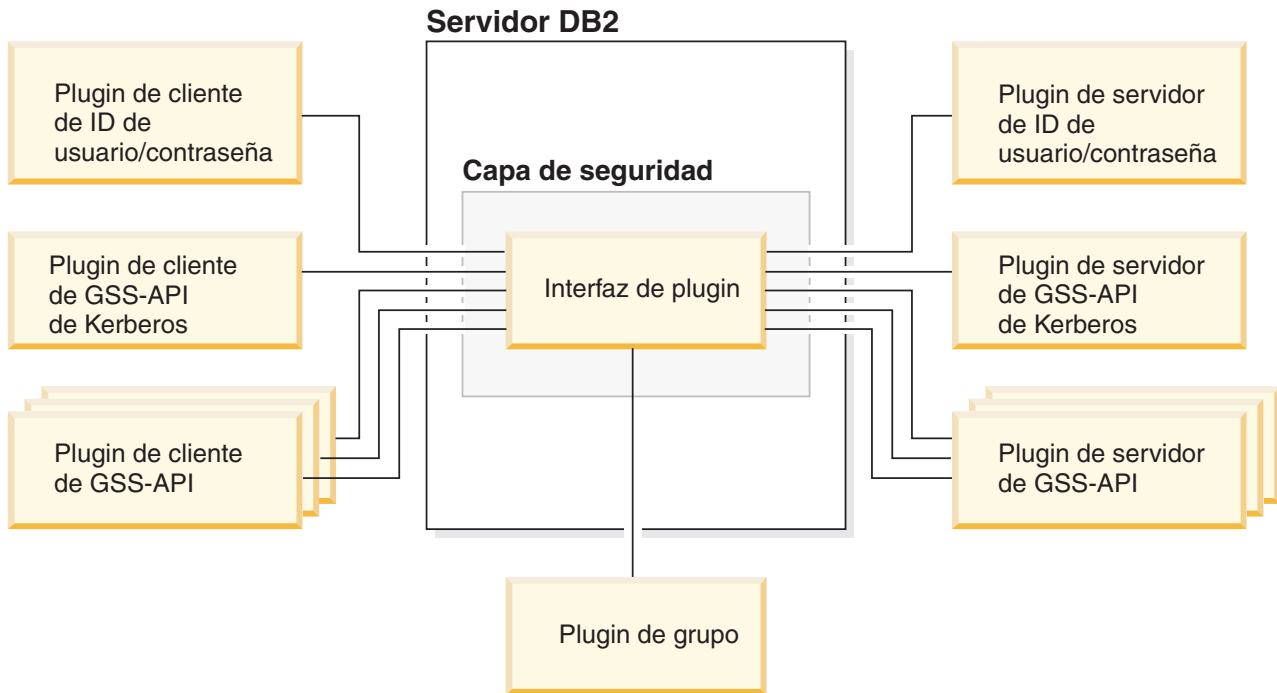 Servidor DB2
Plugin de cliente
de ID de
usuario/contraseña
Plugin de servidor
de ID de
usuario/contraseña
Capa de seguridad
Plugin de cliente
de GSS-API
de Kerberos
Interfaz de plugin
Plugin de servidor
de GSS-API
de Kerberos
Plugin de cliente
de GSS-API
Plugin de servidor
de GSS-API
Plugin de grupo